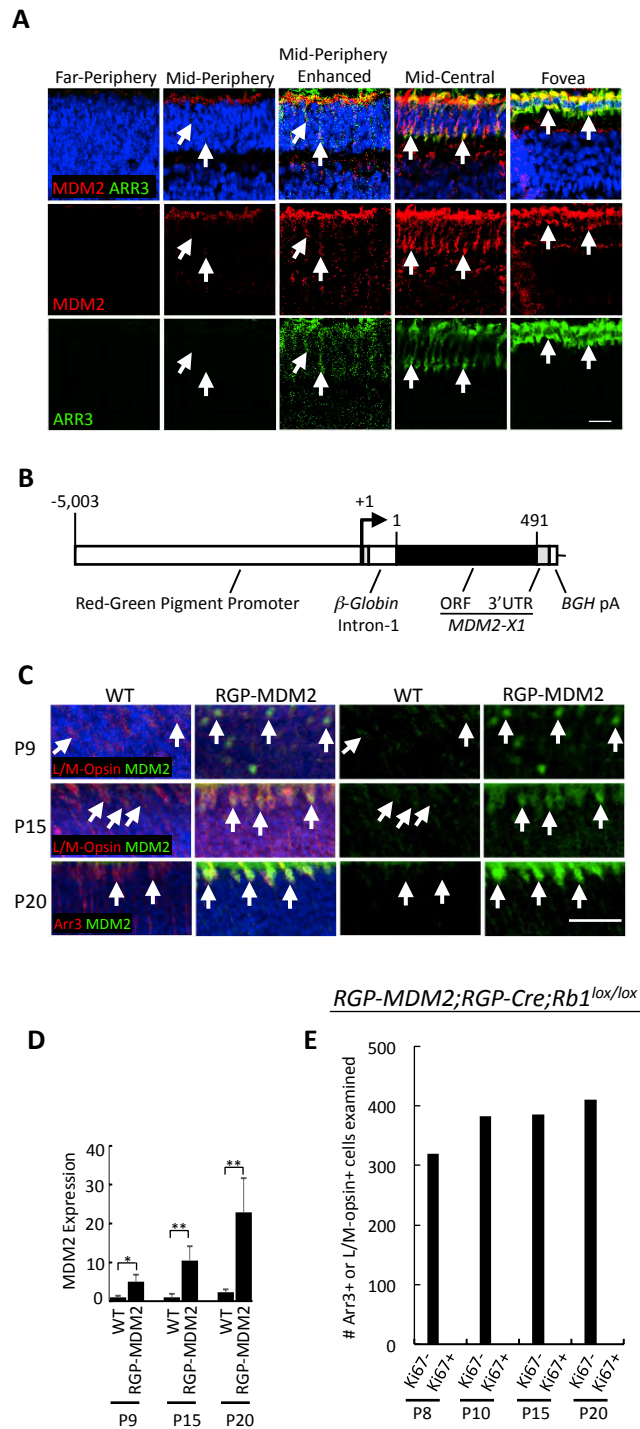 A
Far-Periphery Mid-Periphery Mid-Periphery Enhanced Mid-Central Fovea
MDM2 ARR3
MDM2
ARR3
B
-5,003 +1 1 491
Red-Green Pigment Promoter β-Globin Intron-1 ORF 3'UTR MDM2-X1 BGH pA
C
WT RGP-MDM2 WT RGP-MDM2
P9
L/M-Opsin MDM2
P15
L/M-Opsin MDM2
P20
Arr3 MDM2
RGP-MDM2;RGP-Cre;Rb1lox/lox
D
MDM2 Expression
40
30
20
10
0
* ** **
WT RGP-MDM2 WT RGP-MDM2 WT RGP-MDM2
P9 P15 P20
E
# Arr3+ or L/M-opsin+ cells examined
500
400
300
200
100
0
Ki67- Ki67+ Ki67- Ki67+ Ki67- Ki67+ Ki67- Ki67+
P8 P10 P15 P20